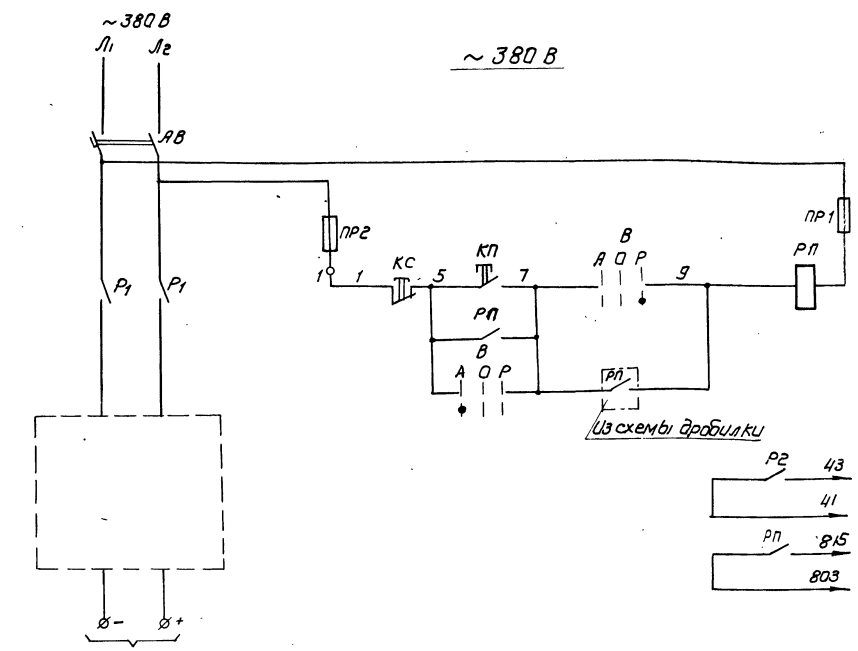 ~380 В
Л1 Л2
~ 380 В
АВ
ПР1
ПР2
В
РП
КС
КП
А О Р
1
1
5
7
9
Р1
Р1
РП
В
А О Р
РП
Из схемы дробилки
Р2
43
41
РП
815
803
- +